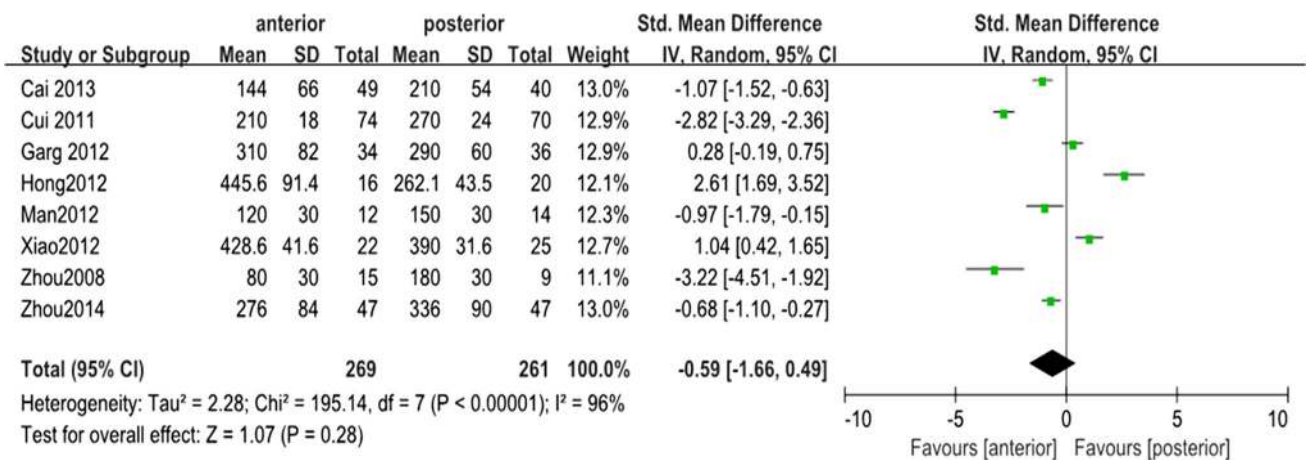 anterior posterior Std. Mean Difference Std. Mean Difference
Study or Subgroup Mean SD Total Mean SD Total Weight IV, Random, 95% CI IV, Random, 95% CI
Cai 2013 144 66 49 210 54 40 13.0% -1.07 [-1.52, -0.63]
Cui 2011 210 18 74 270 24 70 12.9% -2.82 [-3.29, -2.36]
Garg 2012 310 82 34 290 60 36 12.9% 0.28 [-0.19, 0.75]
Hong2012 445.6 91.4 16 262.1 43.5 20 12.1% 2.61 [1.69, 3.52]
Man2012 120 30 12 150 30 14 12.3% -0.97 [-1.79, -0.15]
Xiao2012 428.6 41.6 22 390 31.6 25 12.7% 1.04 [0.42, 1.65]
Zhou2008 80 30 15 180 30 9 11.1% -3.22 [-4.51, -1.92]
Zhou2014 276 84 47 336 90 47 13.0% -0.68 [-1.10, -0.27]
Total (95% CI) 269 261 100.0% -0.59 [-1.66, 0.49]
Heterogeneity: Tau² = 2.28; Chi² = 195.14, df = 7 (P < 0.00001); I² = 96%
Test for overall effect: Z = 1.07 (P = 0.28)
-10 -5 0 5 10
Favours [anterior] Favours [posterior]